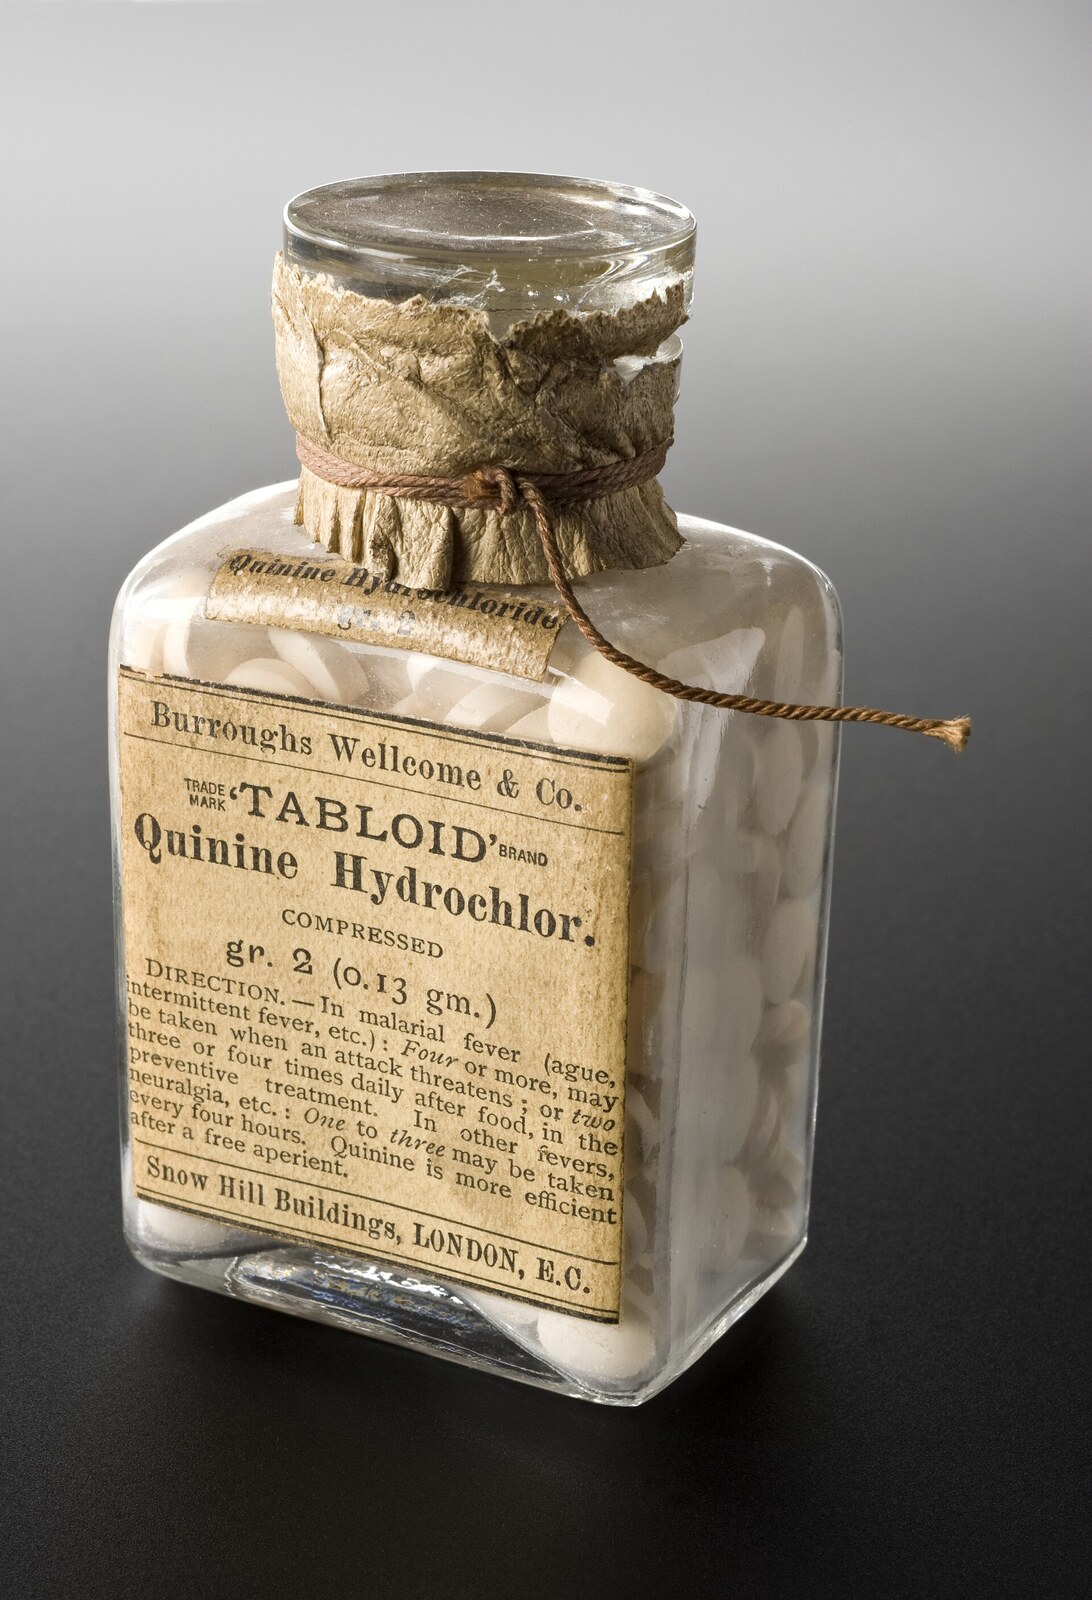 Quinine Hydrochloride
gr. 2
Burroughs Wellcome & Co.
TRADE MARK 'TABLOID' BRAND
Quinine Hydrochlor.
COMPRESSED
gr. 2 (0.13 gm.)
DIRECTION.—In malarial fever (ague,
intermittent fever, etc.): Four or more, may
be taken when an attack threatens; or two
three or four times daily after food, in the
preventive treatment. In other fevers,
neuralgia, etc.: One to three may be taken
every four hours. Quinine is more efficient
after a free aperient.
Snow Hill Buildings, LONDON, E.C.